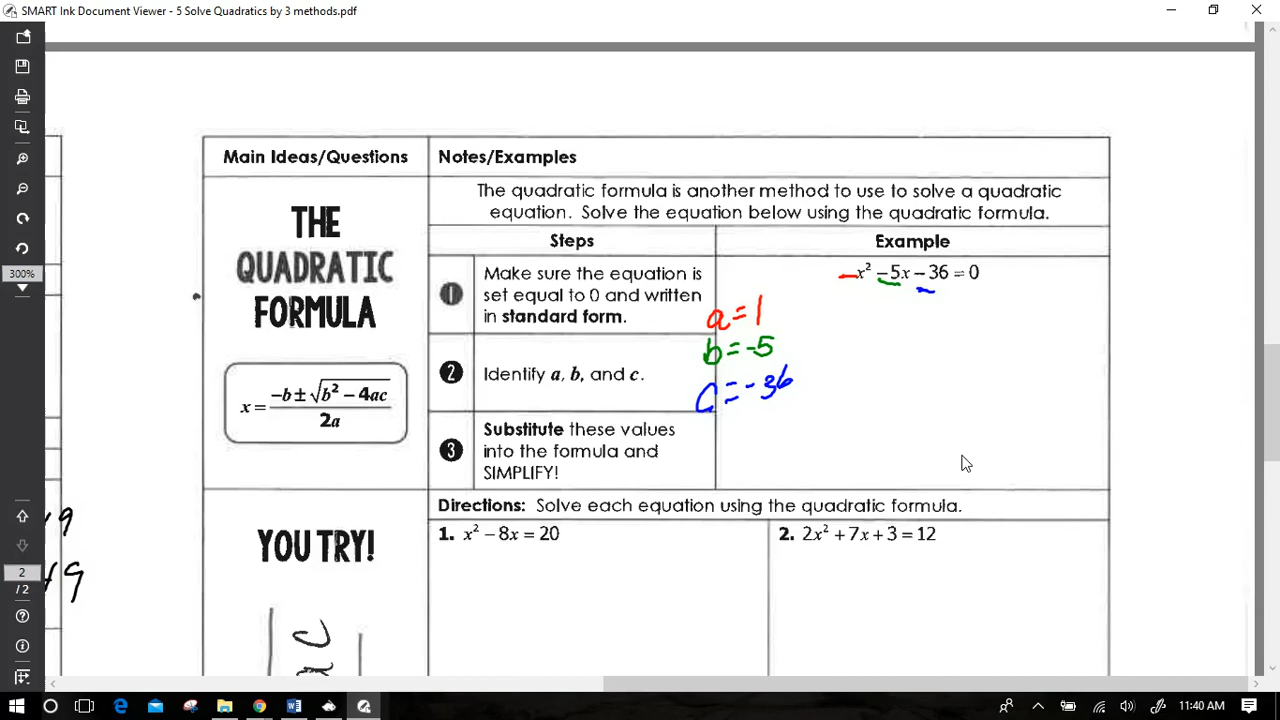 SMART Ink Document Viewer - 5 Solve Quadratics by 3 methods.pdf
300%
2
/ 2
Main Ideas/Questions
Notes/Examples
THE
QUADRATIC
FORMULA
x = (-b ± √(b² - 4ac)) / 2a
The quadratic formula is another method to use to solve a quadratic
equation. Solve the equation below using the quadratic formula.
Steps
Example
1 Make sure the equation is
set equal to 0 and written
in standard form.
2 Identify a, b, and c.
3 Substitute these values
into the formula and
SIMPLIFY!
x² - 5x - 36 = 0
a = 1
b = -5
c = -36
YOU TRY!
Directions: Solve each equation using the quadratic formula.
1. x² - 8x = 20
2. 2x² + 7x + 3 = 12
11:40 AM